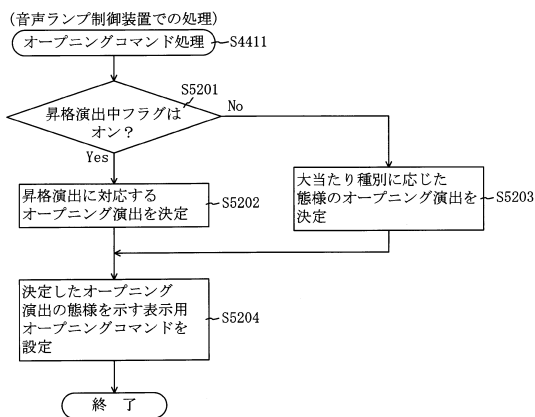 (音声ランプ制御装置での処理)
オープニングコマンド処理
S4411
昇格演出中フラグは
オン?
S5201
No
Yes
昇格演出に対応する
オープニング演出を決定
S5202
大当たり種別に応じた
態様のオープニング演出を
決定
S5203
決定したオープニング
演出の態様を示す表示用
オープニングコマンドを
設定
S5204
終 了